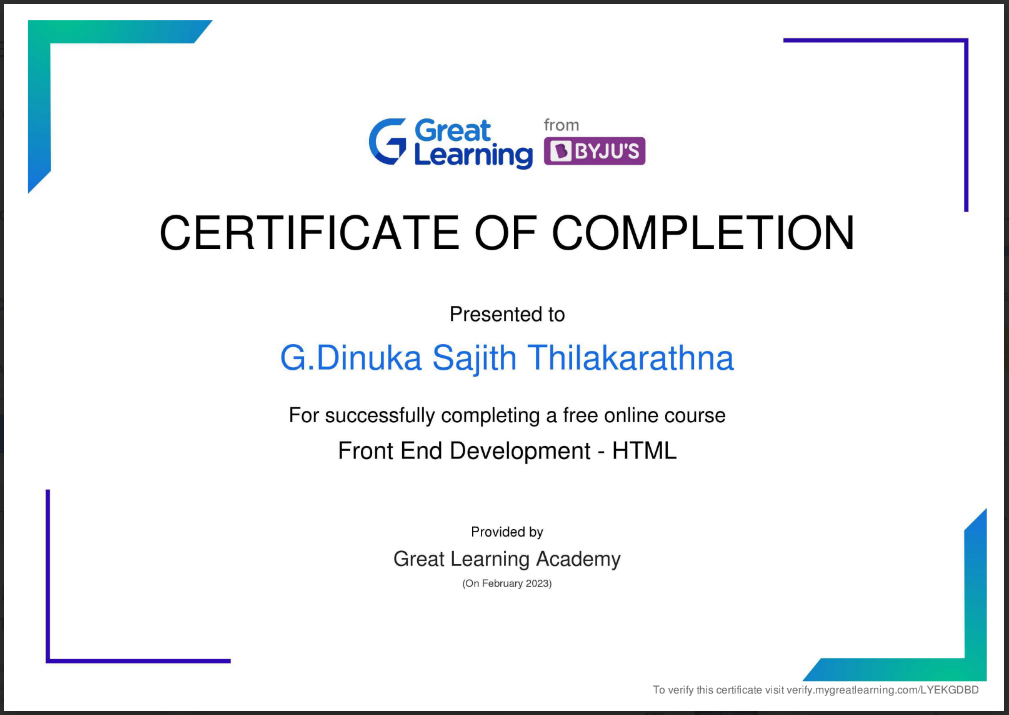 Great
Learning
from
BYJU'S
CERTIFICATE OF COMPLETION
Presented to
G.Dinuka Sajith Thilakarathna
For successfully completing a free online course
Front End Development - HTML
Provided by
Great Learning Academy
(On February 2023)
To verify this certificate visit verify.mygreatlearning.com/LYEKGDBD